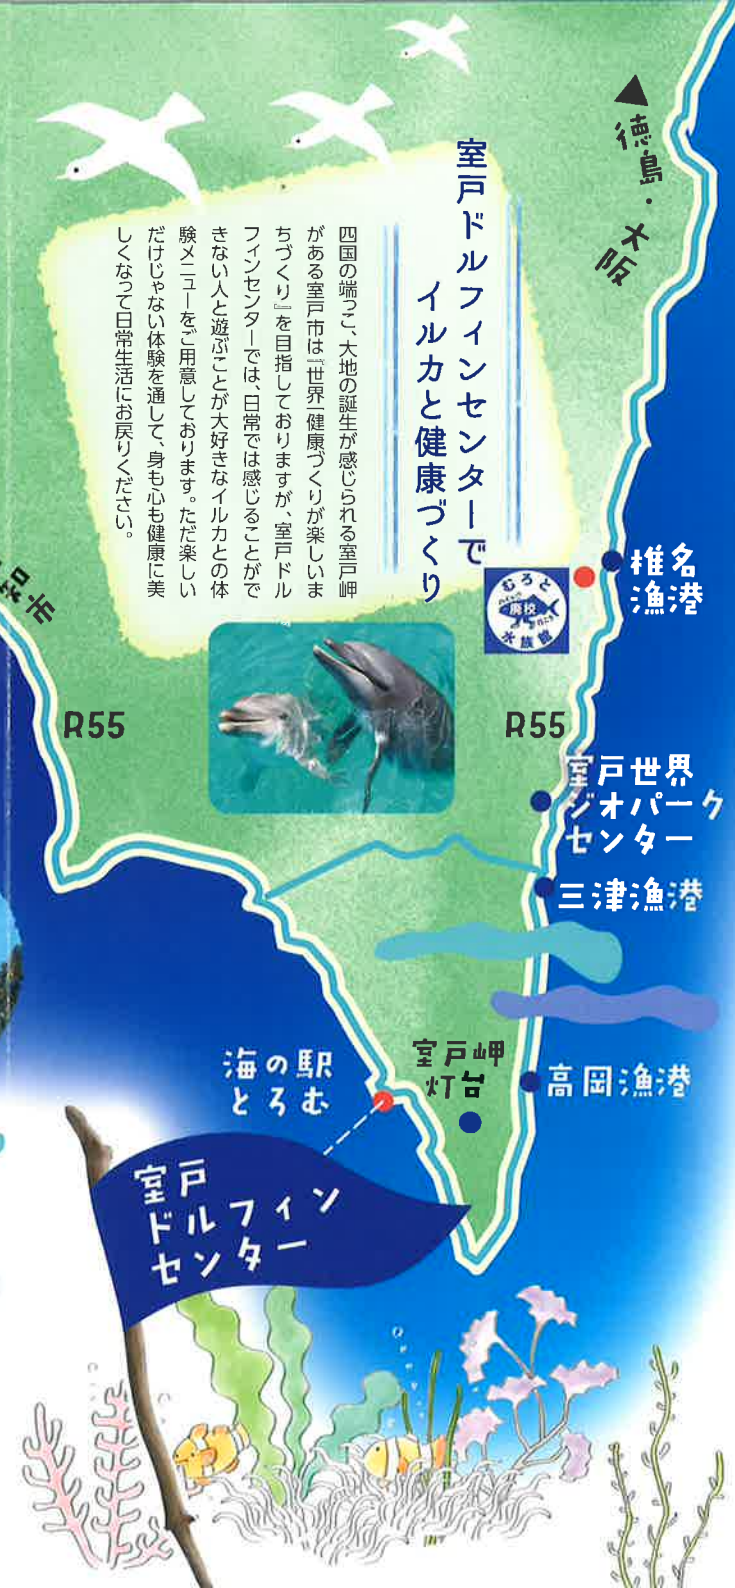 ▲徳島・大阪
室戸ドルフィンセンターで
イルカと健康づくり
四国の端っこ、大地の誕生が感じられる室戸岬
がある室戸市は『世界一健康づくりが楽しいま
ちづくり』を目指しておりますが、室戸ドル
フィンセンターでは、日常では感じることがで
きない人と遊ぶことが大好きなイルカとの体
験メニューをご用意しております。ただ楽しい
だけじゃない体験を通して、身も心も健康に美
しくなって日常生活にお戻りください。
椎名
漁港
むろと
廃校
水族館
知市
R55
R55
室戸世界
ジオパーク
センター
三津漁港
室戸岬
灯台
高岡漁港
海の駅
とろむ
室戸
ドルフィン
センター